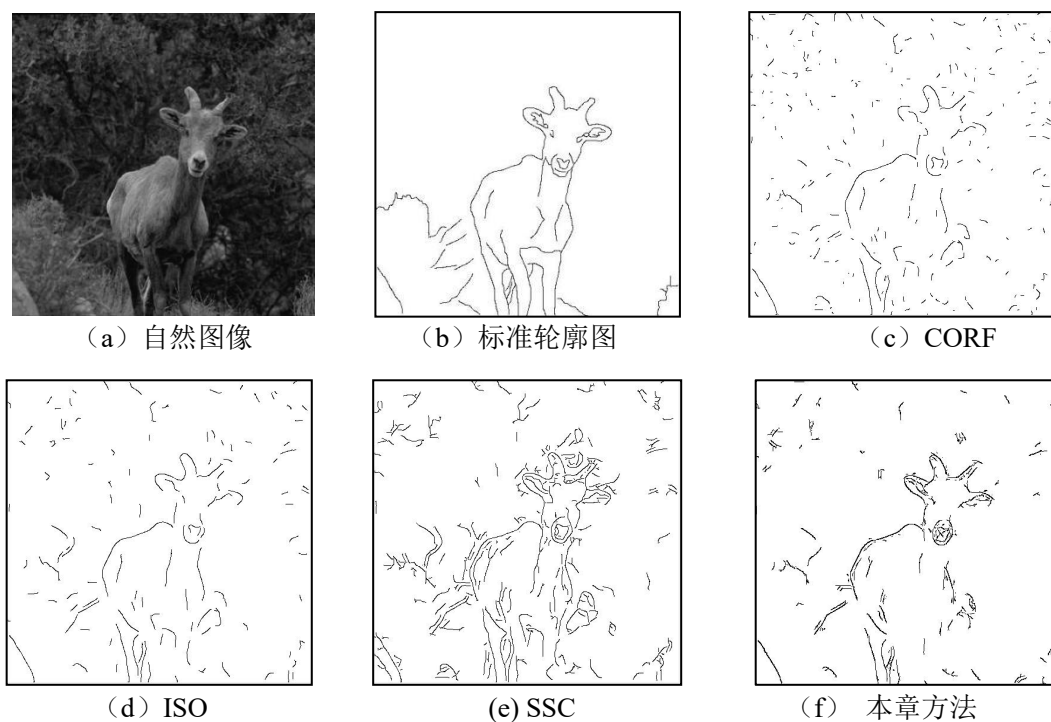 （a）自然图像
（b）标准轮廓图
（c）CORF
（d）ISO
(e) SSC
（f） 本章方法